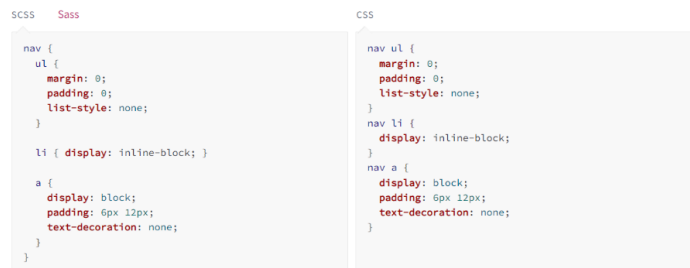 SCSS Sass
nav {
  ul {
    margin: 0;
    padding: 0;
    list-style: none;
  }

  li { display: inline-block; }

  a {
    display: block;
    padding: 6px 12px;
    text-decoration: none;
  }
}
CSS
nav ul {
  margin: 0;
  padding: 0;
  list-style: none;
}
nav li {
  display: inline-block;
}
nav a {
  display: block;
  padding: 6px 12px;
  text-decoration: none;
}